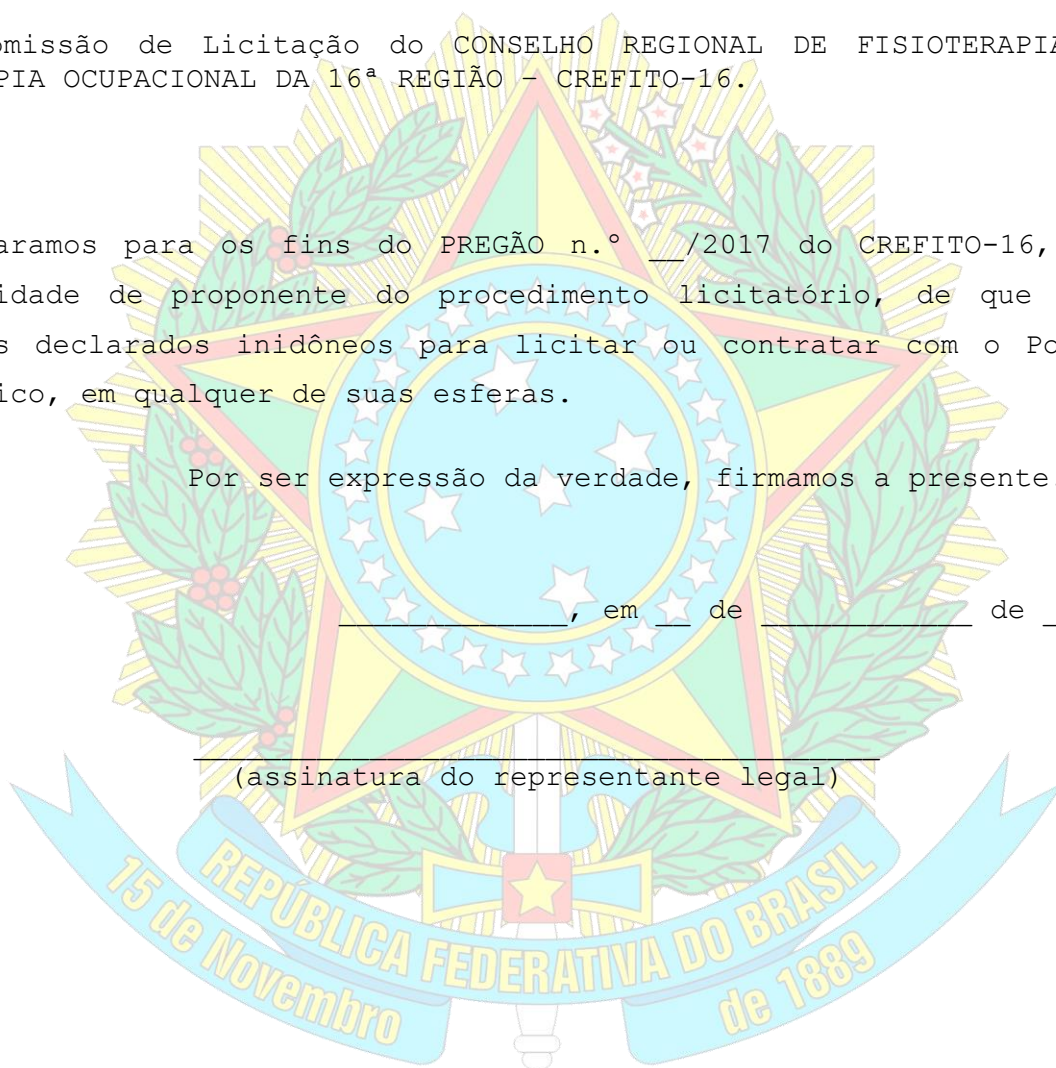 omissão de Licitação do CONSELHO REGIONAL DE FISIOTERAPIA
PIA OCUPACIONAL DA 16ª REGIÃO – CREFITO-16.
aramos para os fins do PREGÃO n.º __/2017 do CREFITO-16,
idade de proponente do procedimento licitatório, de que
s declarados inidôneos para licitar ou contratar com o Po
ico, em qualquer de suas esferas.
Por ser expressão da verdade, firmamos a presente.
_____________, em __ de ____________ de _
_______________________________________
(assinatura do representante legal)
REPÚBLICA FEDERATIVA DO BRASIL
15 de Novembro de 1889